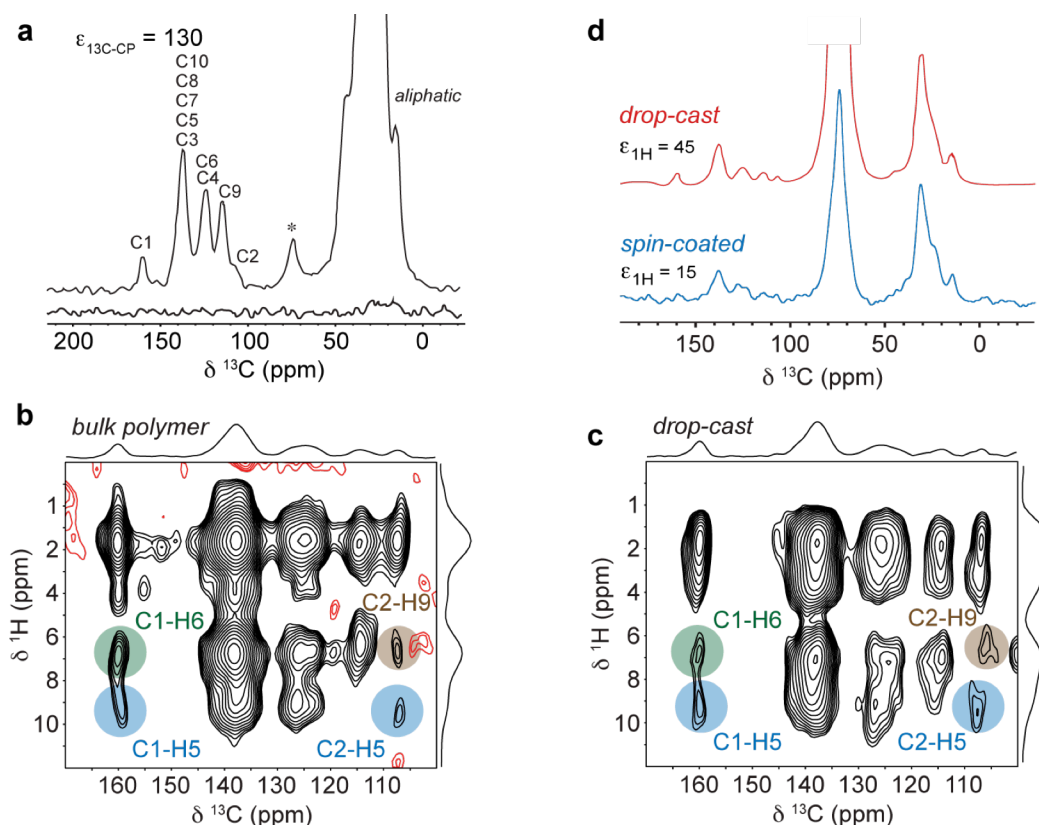 a
ε13C-CP = 130
C10
C8
C7
C5
C3
C6
C4
C9
C1
C2
*
aliphatic
200 150 100 50 0
δ 13C (ppm)
d
drop-cast
ε1H = 45
spin-coated
ε1H = 15
150 100 50 0
δ 13C (ppm)
b
bulk polymer
1
2
4
6
8
10
δ 1H (ppm)
C1-H6
C2-H9
C1-H5
C2-H5
160 150 140 130 120 110
δ 13C (ppm)
c
drop-cast
1
2
4
6
8
10
δ 1H (ppm)
C1-H6
C2-H9
C1-H5
C2-H5
160 150 140 130 120 110
δ 13C (ppm)